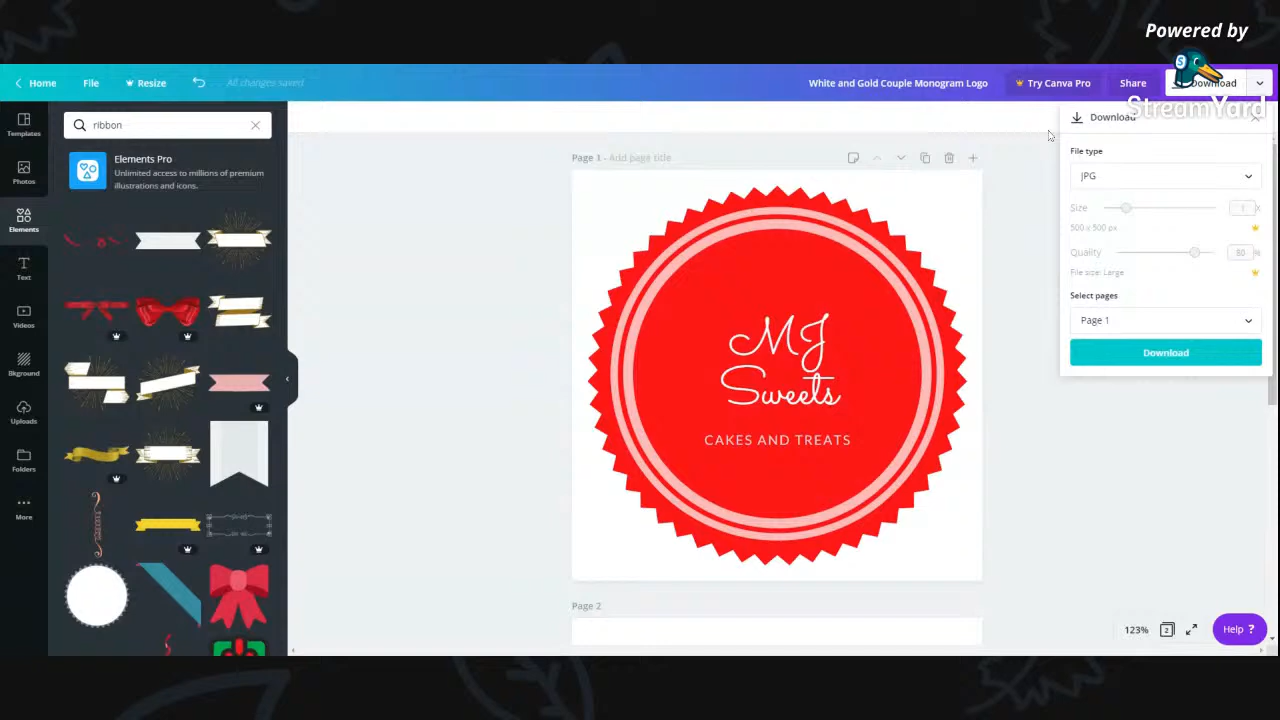 Powered by
StreamYard
Home
File
Resize
All changes saved
White and Gold Couple Monogram Logo
Try Canva Pro
Share
Download
Templates
Photos
Elements
Text
Videos
Bkground
Uploads
Folders
More
ribbon
Elements Pro
Unlimited access to millions of premium
illustrations and icons.
Page 1 - Add page title
MJ
Sweets
CAKES AND TREATS
Page 2
Download
File type
JPG
Size
1 x
500 x 500 px
Quality
80 %
File size: Large
Select pages
Page 1
Download
123%
2
Help ?